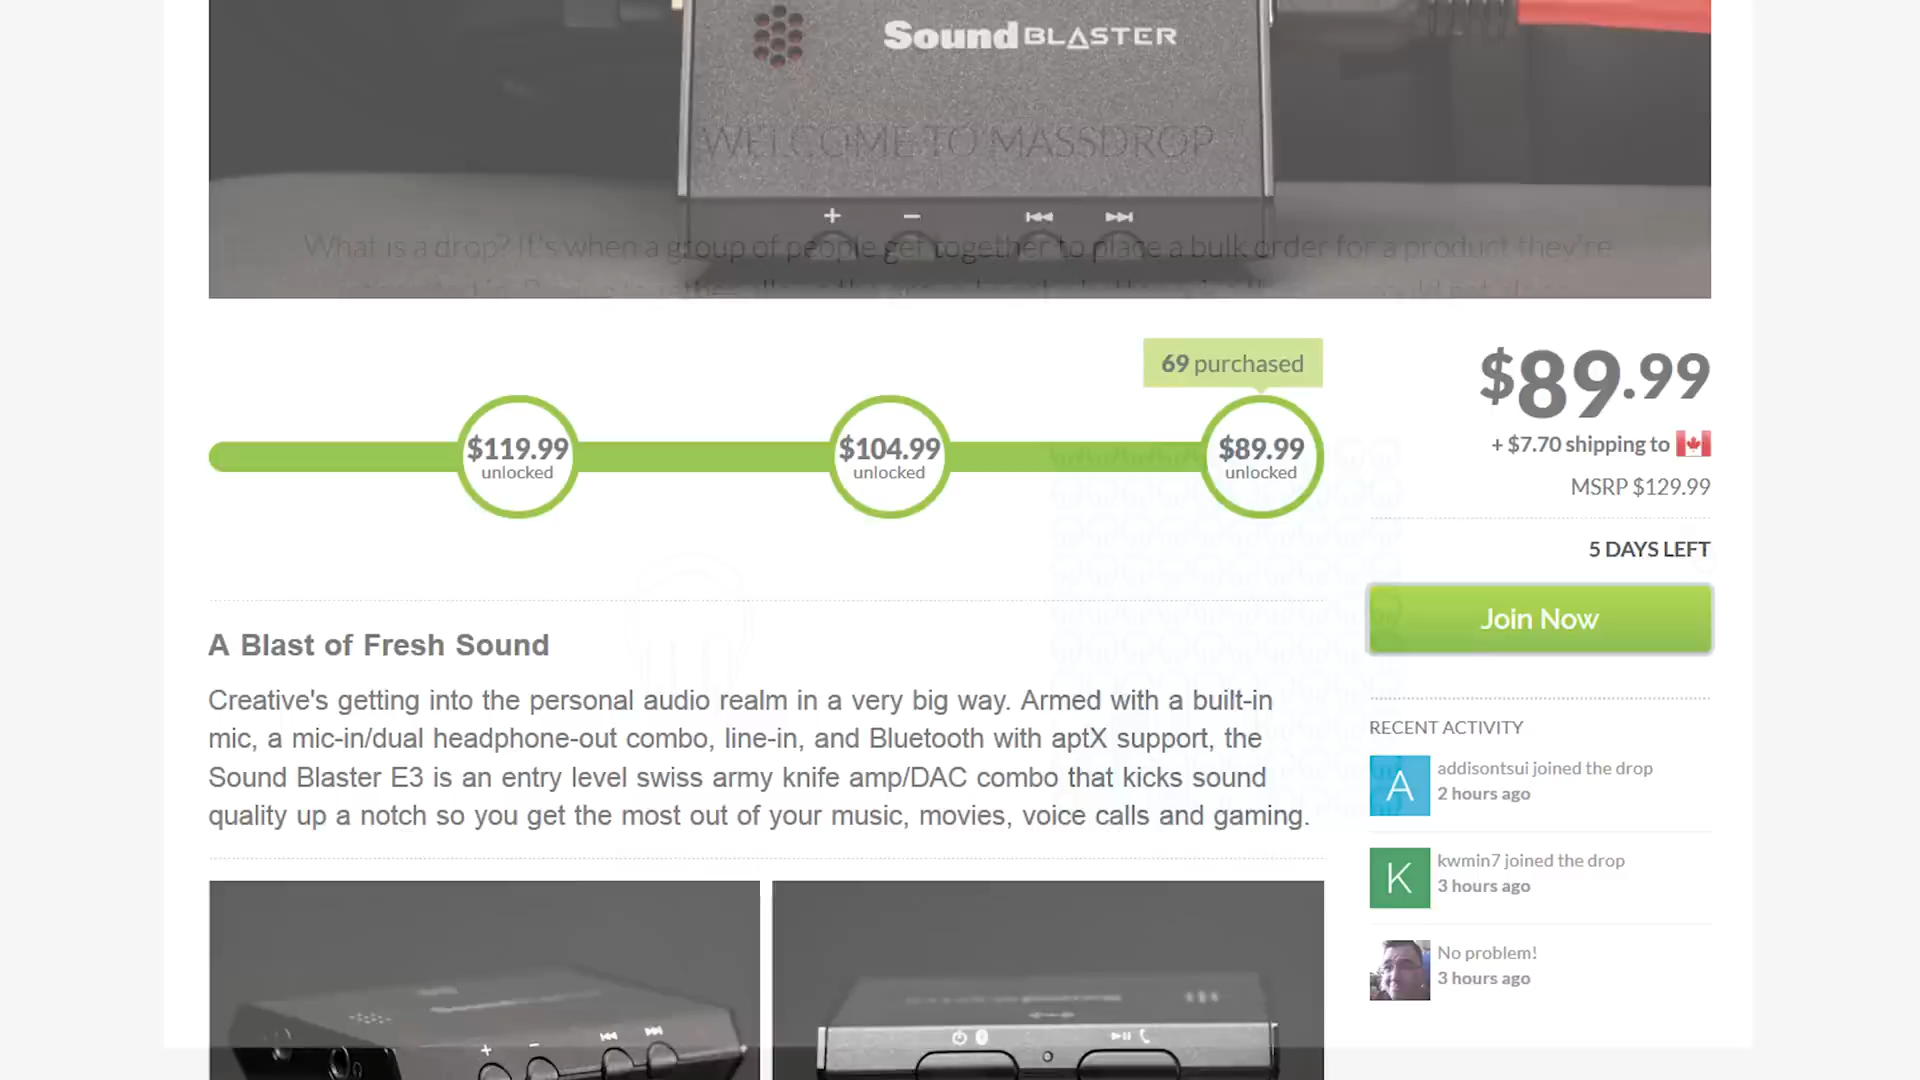 Sound BLASTER
WELCOME TO MASSDROP
+ −
What is a drop? It's when a group of people get together to place a bulk order for a product they're
69 purchased
$119.99
unlocked
$104.99
unlocked
$89.99
unlocked
$89.99
+ $7.70 shipping to
MSRP $129.99
5 DAYS LEFT
Join Now
A Blast of Fresh Sound
Creative's getting into the personal audio realm in a very big way. Armed with a built-in
mic, a mic-in/dual headphone-out combo, line-in, and Bluetooth with aptX support, the
Sound Blaster E3 is an entry level swiss army knife amp/DAC combo that kicks sound
quality up a notch so you get the most out of your music, movies, voice calls and gaming.
RECENT ACTIVITY
A
addisontsui joined the drop
2 hours ago
K
kwmin7 joined the drop
3 hours ago
No problem!
3 hours ago
+ −